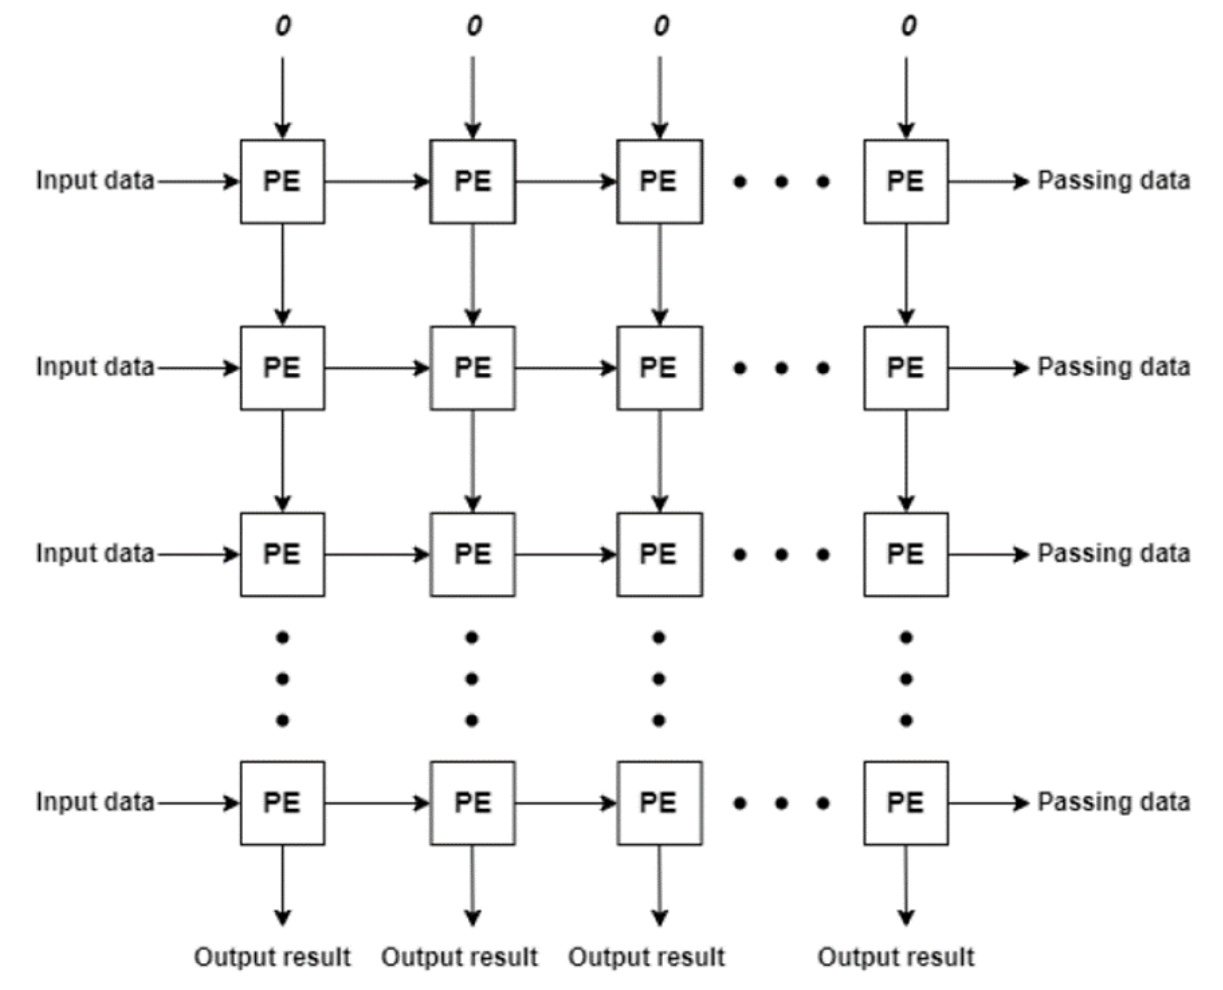 0 0 0 0
Input data PE PE PE PE Passing data
Input data PE PE PE PE Passing data
Input data PE PE PE PE Passing data
Input data PE PE PE PE Passing data
Output result Output result Output result Output result